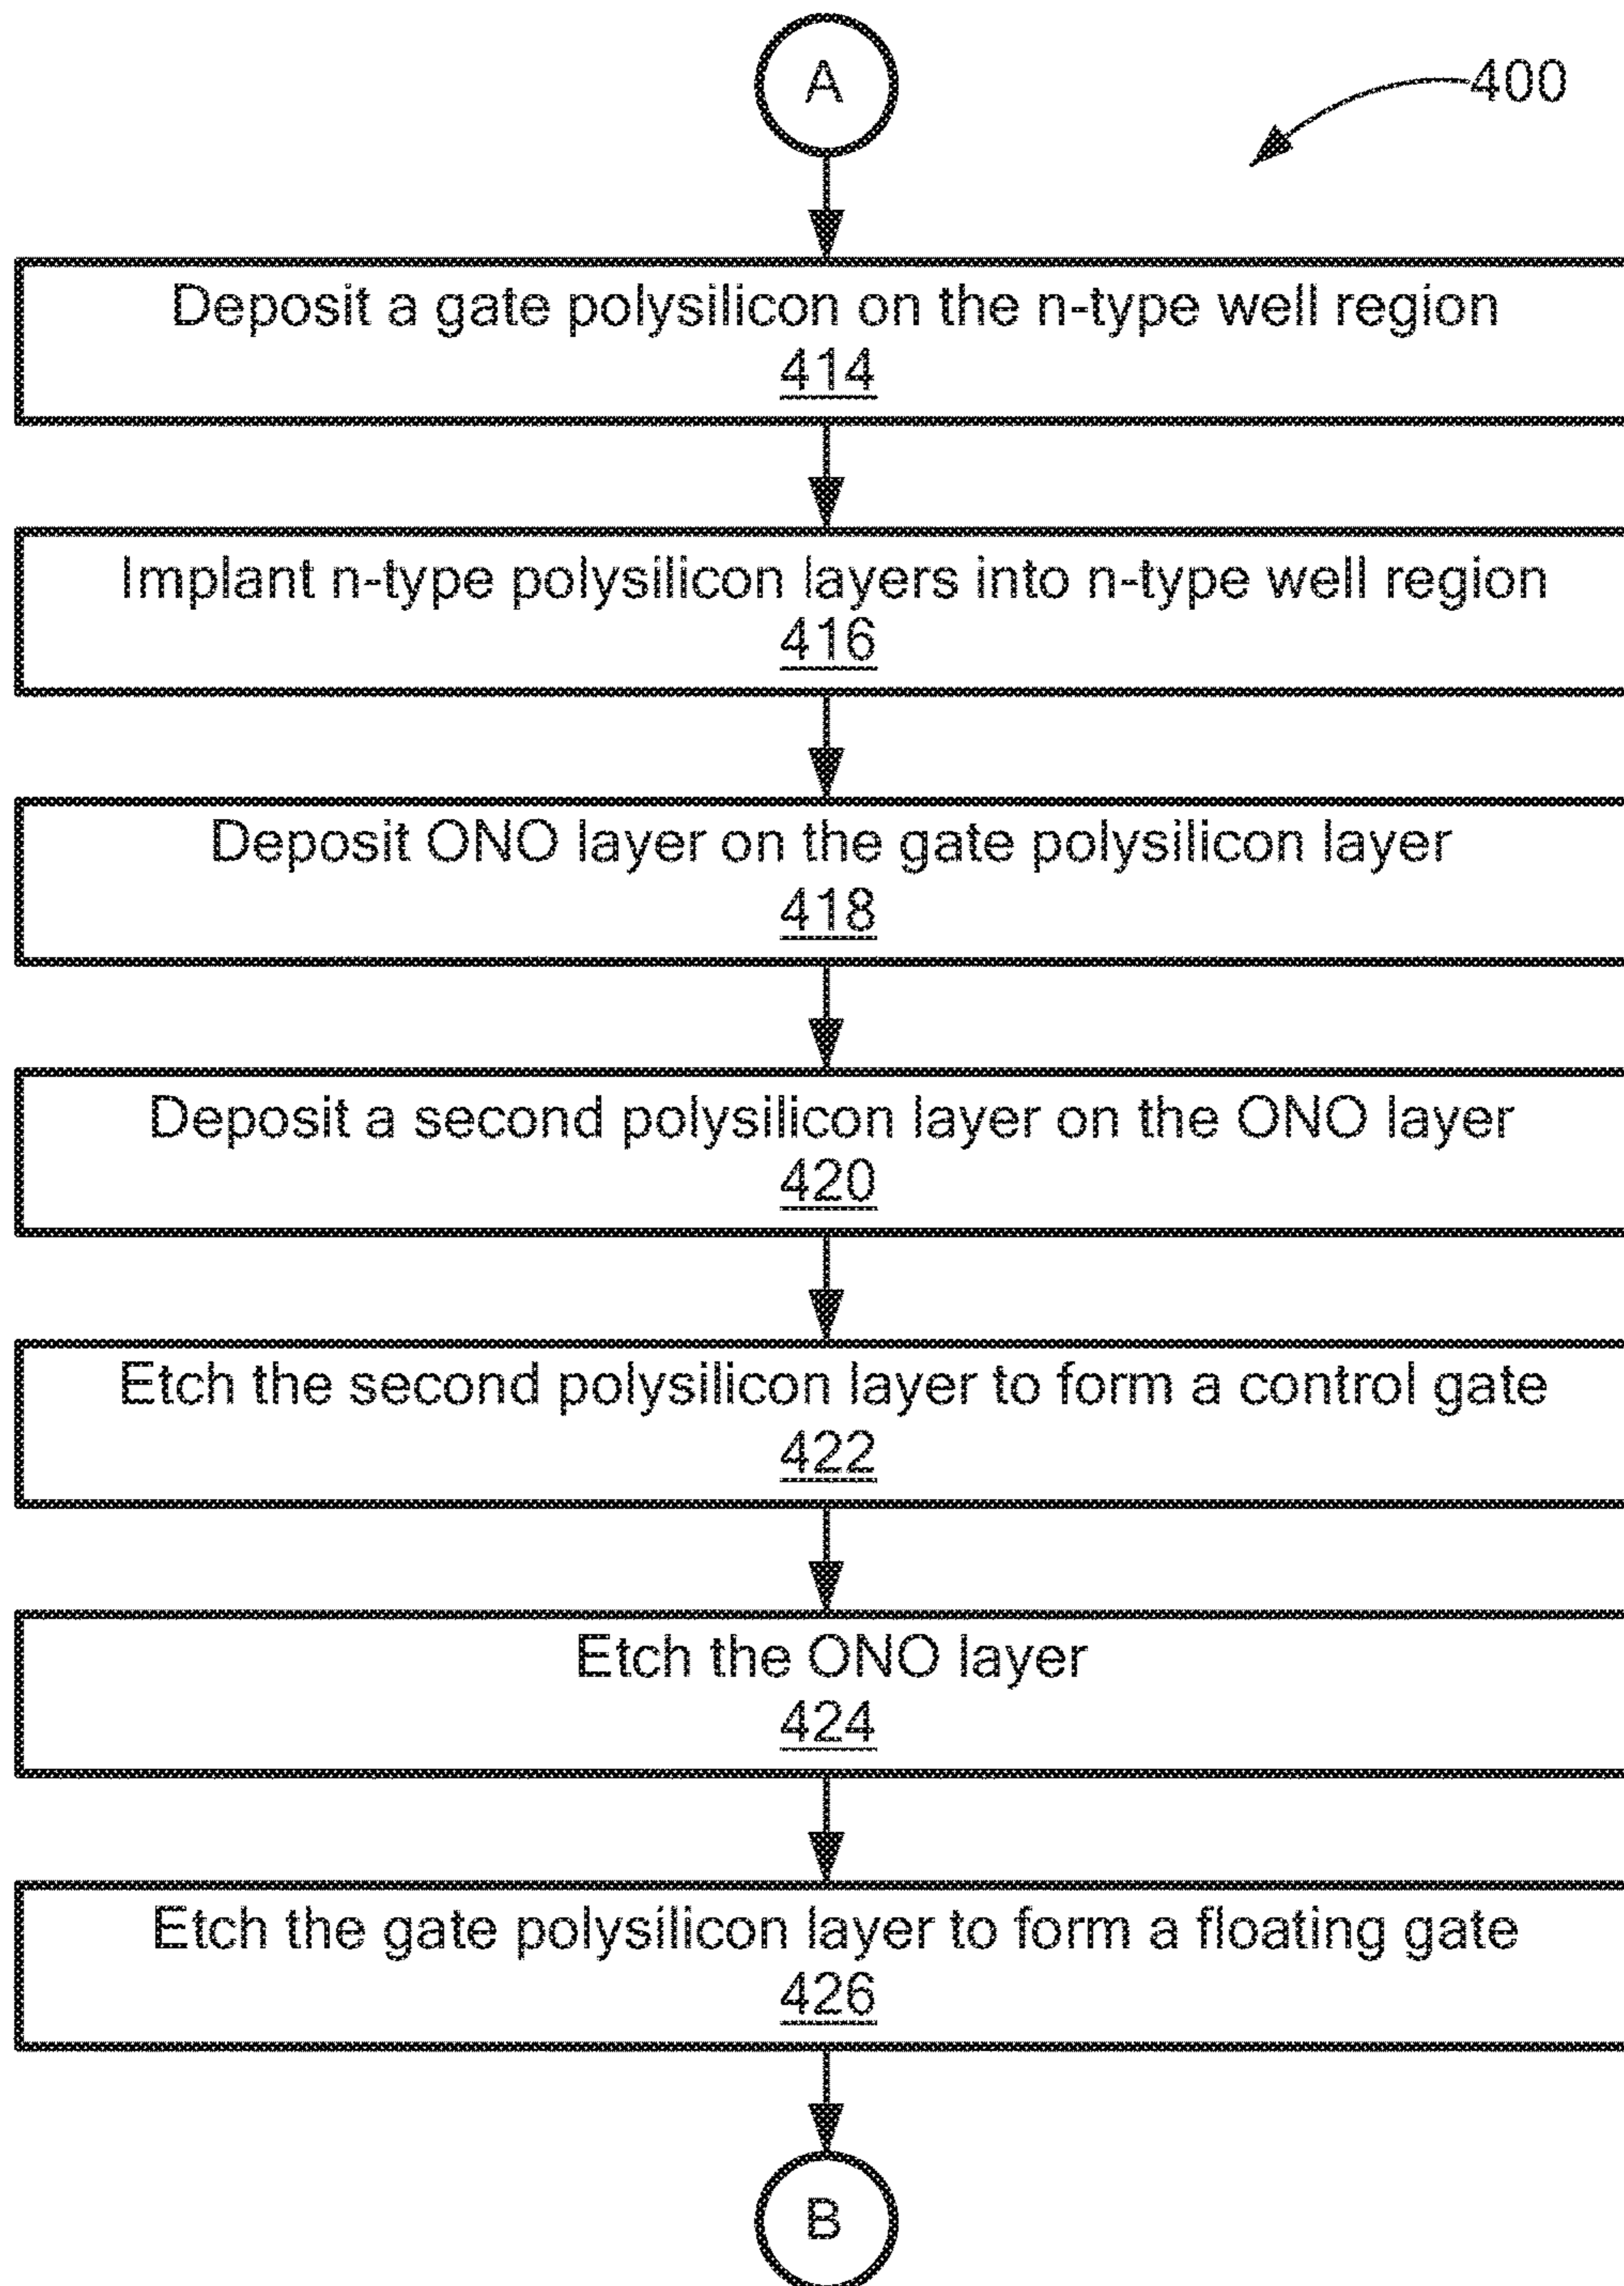 A
400
Deposit a gate polysilicon on the n-type well region
414
Implant n-type polysilicon layers into n-type well region
416
Deposit ONO layer on the gate polysilicon layer
418
Deposit a second polysilicon layer on the ONO layer
420
Etch the second polysilicon layer to form a control gate
422
Etch the ONO layer
424
Etch the gate polysilicon layer to form a floating gate
426
B